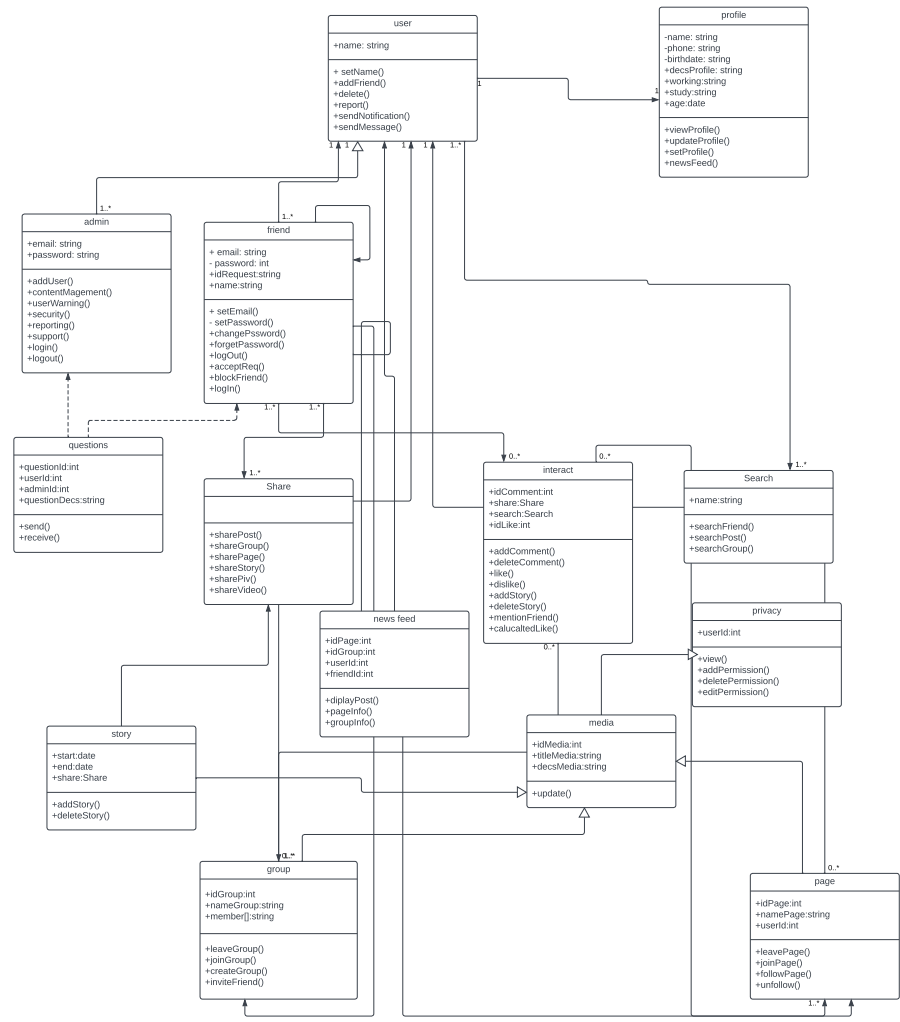 user
+name: string
+ setName()
+addFriend()
+delete()
+report()
+sendNotification()
+sendMessage()
profile
-name: string
-phone: string
-birthdate: string
+decsProfile: string
+working:string
+study:string
+age:date
+viewProfile()
+updateProfile()
+setProfile()
+newsFeed()
1
1
1 1 1 1 1..*
1..*
admin
+email: string
+password: string
+addUser()
+contentMagement()
+userWarning()
+security()
+reporting()
+support()
+login()
+logout()
1..*
friend
+ email: string
- password: int
+idRequest:string
+name:string
+ setEmail()
- setPassword()
+changePssword()
+forgetPassword()
+logOut()
+acceptReq()
+blockFriend()
+logIn()
1..* 1..*
questions
+questionId:int
+userId:int
+adminId:int
+questionDecs:string
+send()
+receive()
1..*
Share
+sharePost()
+shareGroup()
+sharePage()
+shareStory()
+sharePiv()
+shareVideo()
0..* 0..*
interact
+idComment:int
+share:Share
+search:Search
+idLike:int
+addComment()
+deleteComment()
+like()
+dislike()
+addStory()
+deleteStory()
+mentionFriend()
+calucaltedLike()
0..*
1..*
Search
+name:string
+searchFriend()
+searchPost()
+searchGroup()
privacy
+userId:int
+view()
+addPermission()
+deletePermission()
+editPermission()
news feed
+idPage:int
+idGroup:int
+userId:int
+friendId:int
+diplayPost()
+pageInfo()
+groupInfo()
story
+start:date
+end:date
+share:Share
+addStory()
+deleteStory()
media
+idMedia:int
+titleMedia:string
+decsMedia:string
+update()
group
+idGroup:int
+nameGroup:string
+member[]:string
+leaveGroup()
+joinGroup()
+createGroup()
+inviteFriend()
0..*
page
+idPage:int
+namePage:string
+userId:int
+leavePage()
+joinPage()
+followPage()
+unfollow()
1..*